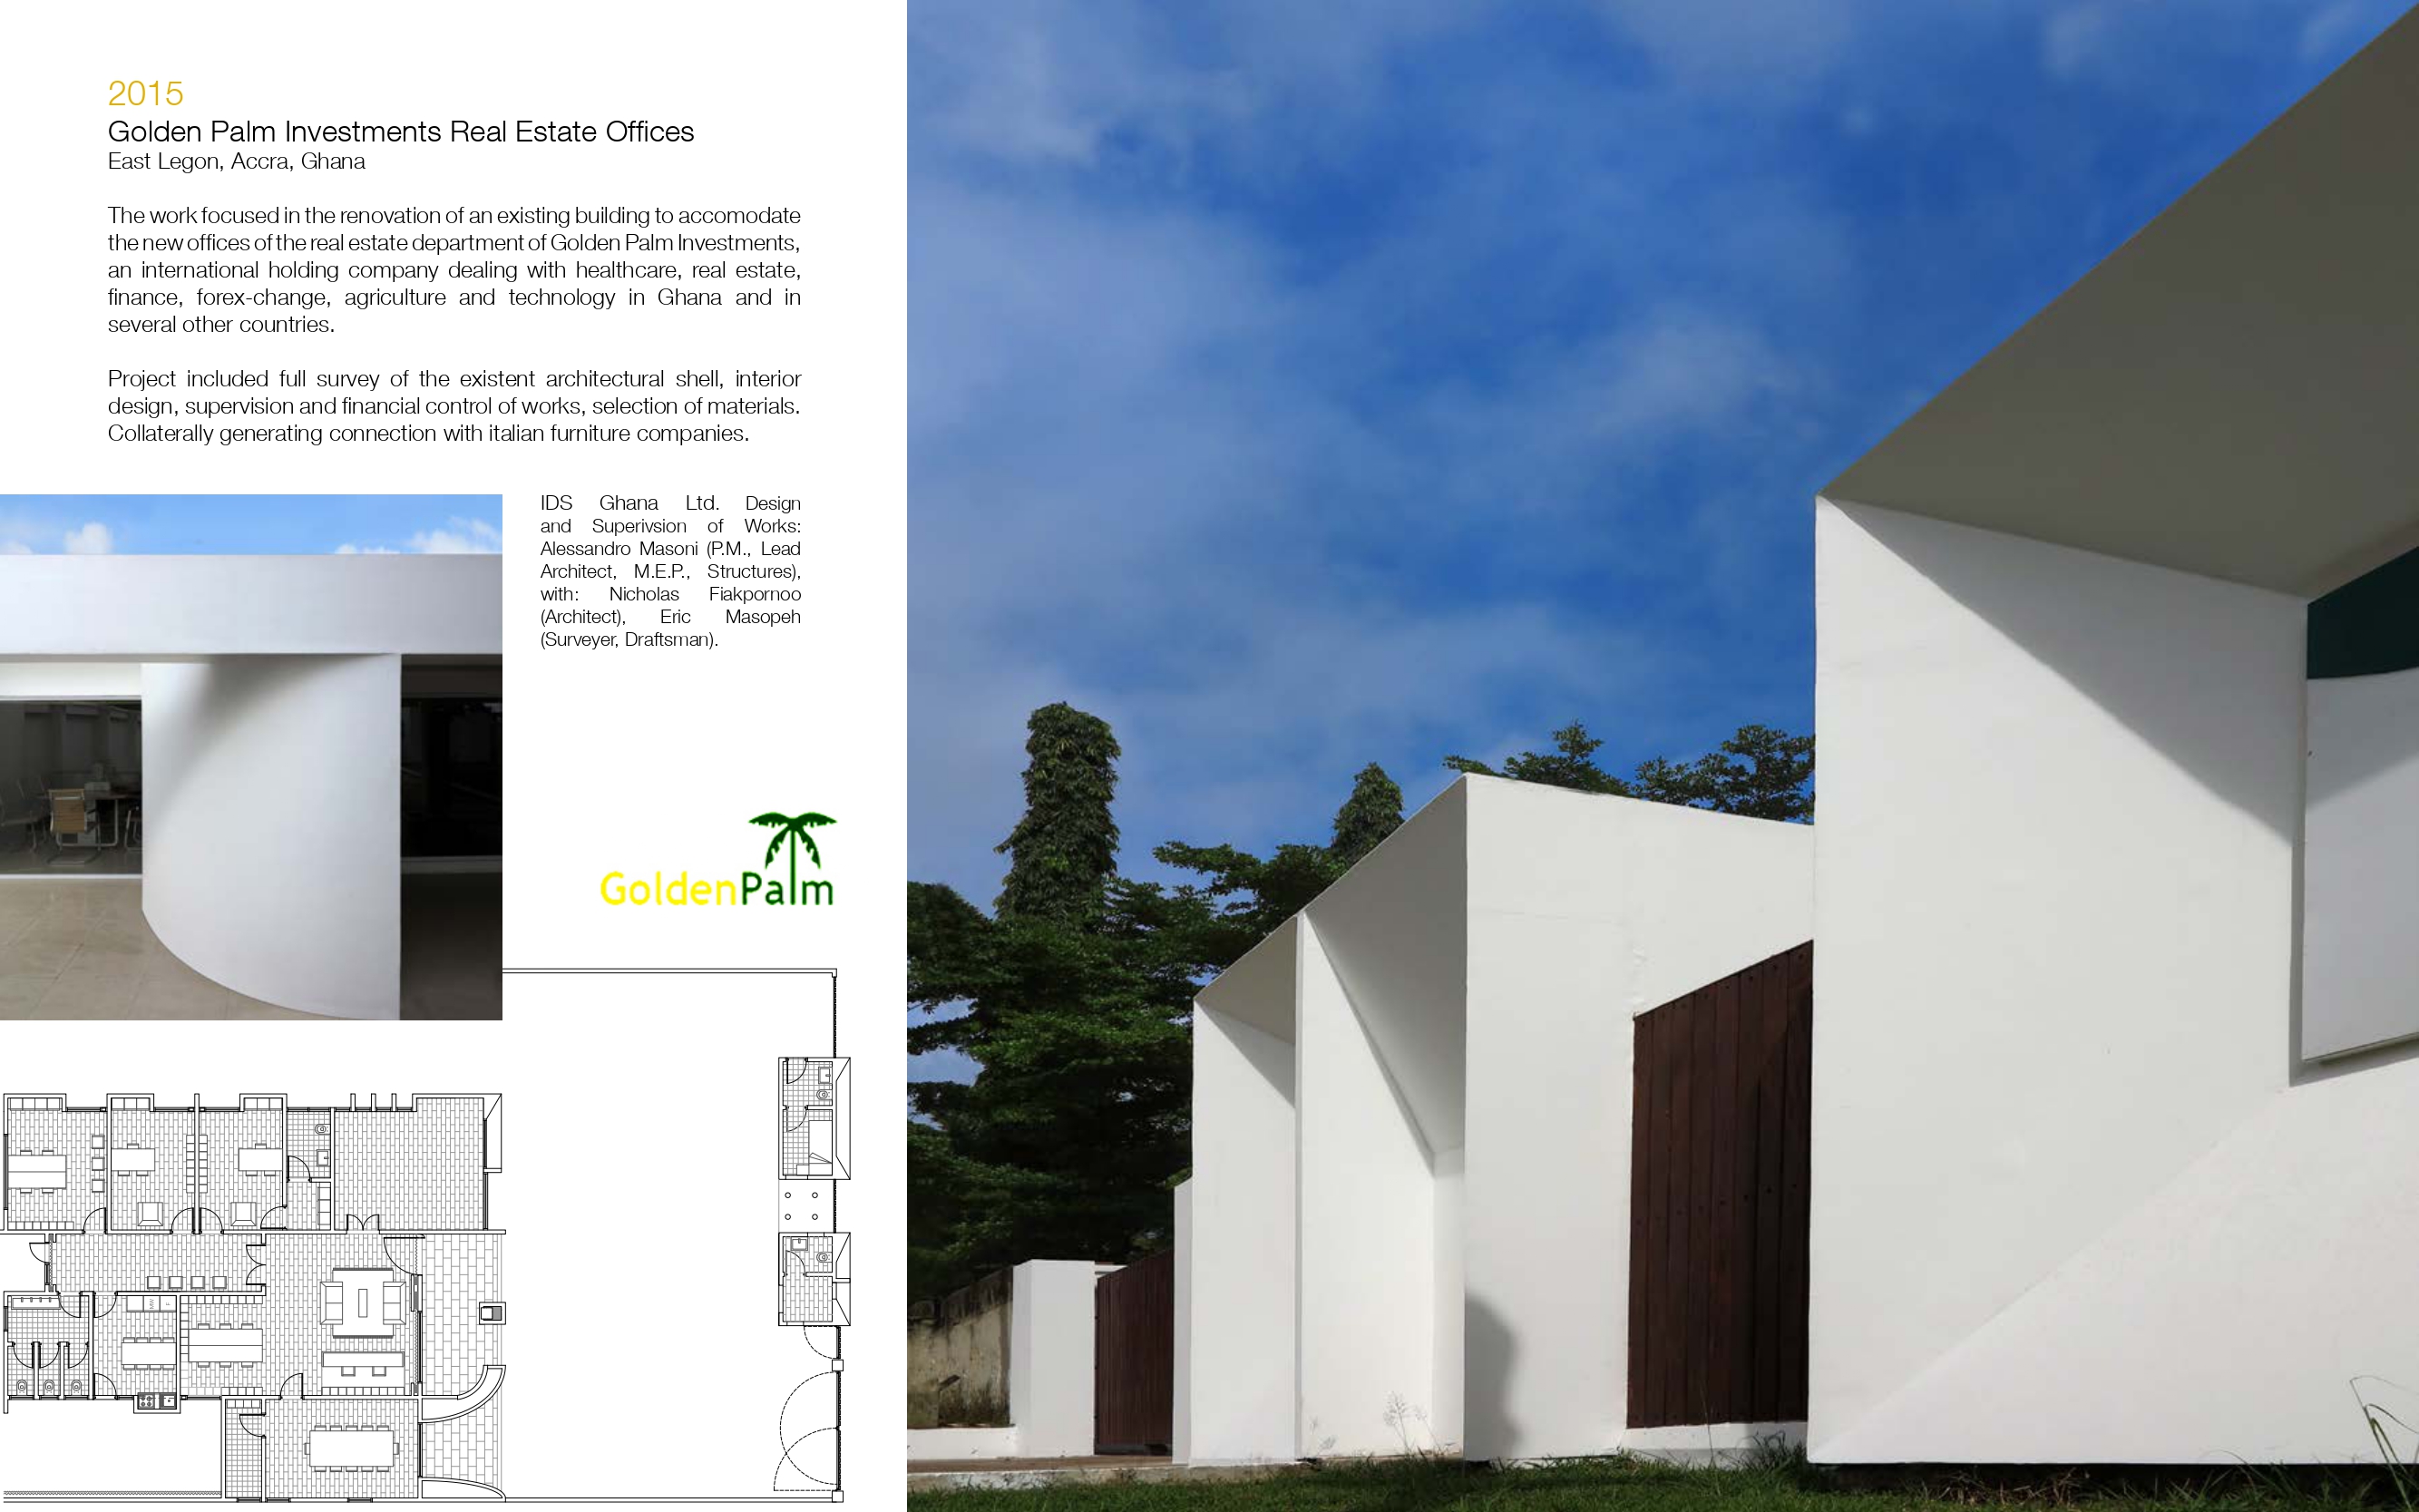 2015
Golden Palm Investments Real Estate Offices
East Legon, Accra, Ghana
The work focused in the renovation of an existing building to accomodate
the new offices of the real estate department of Golden Palm Investments,
an international holding company dealing with healthcare, real estate,
finance, forex-change, agriculture and technology in Ghana and in
several other countries.
Project included full survey of the existent architectural shell, interior
design, supervision and financial control of works, selection of materials.
Collaterally generating connection with italian furniture companies.
IDS Ghana Ltd. Design
and Superivsion of Works:
Alessandro Masoni (P.M., Lead
Architect, M.E.P., Structures),
with: Nicholas Fiakpornoo
(Architect), Eric Masopeh
(Surveyer, Draftsman).
GoldenPalm